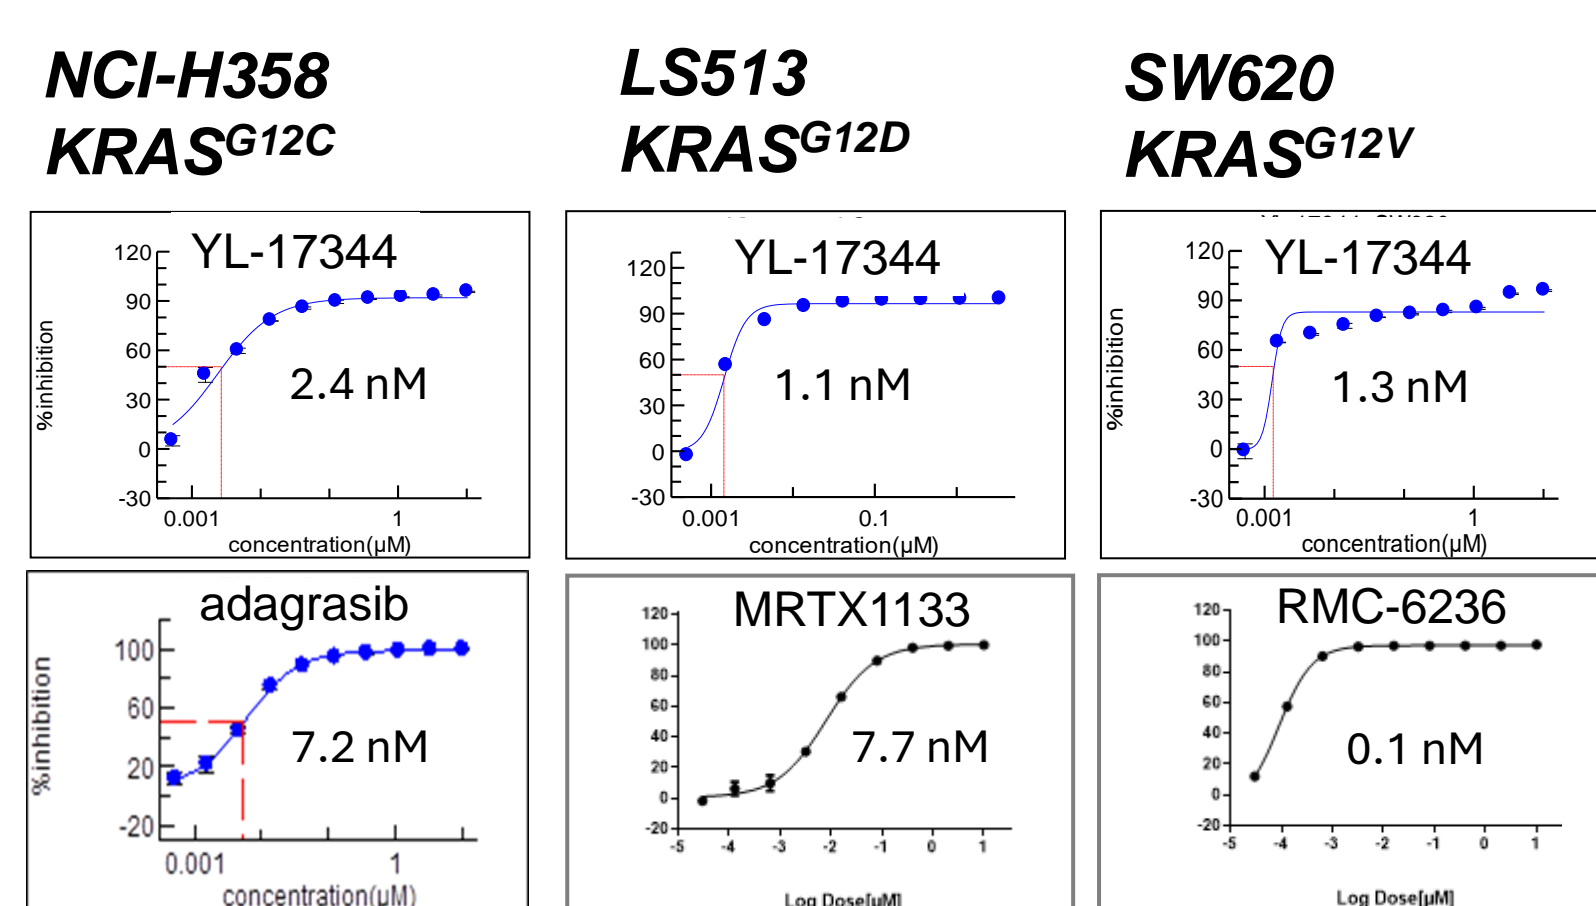 NCI-H358
KRASG12C
LS513
KRASG12D
SW620
KRASG12V
YL-17344
120
90
60
30
0
-30
%inhibition
2.4 nM
0.001
1
concentration(µM)
YL-17344
120
90
60
30
0
-30
1.1 nM
0.001
0.1
concentration(µM)
YL-17344
120
90
60
30
0
-30
%inhibition
1.3 nM
0.001
1
concentration(µM)
adagrasib
100
60
20
-20
%inhibition
7.2 nM
0.001
1
concentration(µM)
MRTX1133
120
100
80
60
40
20
0
-20
7.7 nM
-5 -4 -3 -2 -1 0 1
Log Dose[µM]
RMC-6236
120
100
80
60
40
20
0
-20
0.1 nM
-5 -4 -3 -2 -1 0 1
Log Dose[µM]